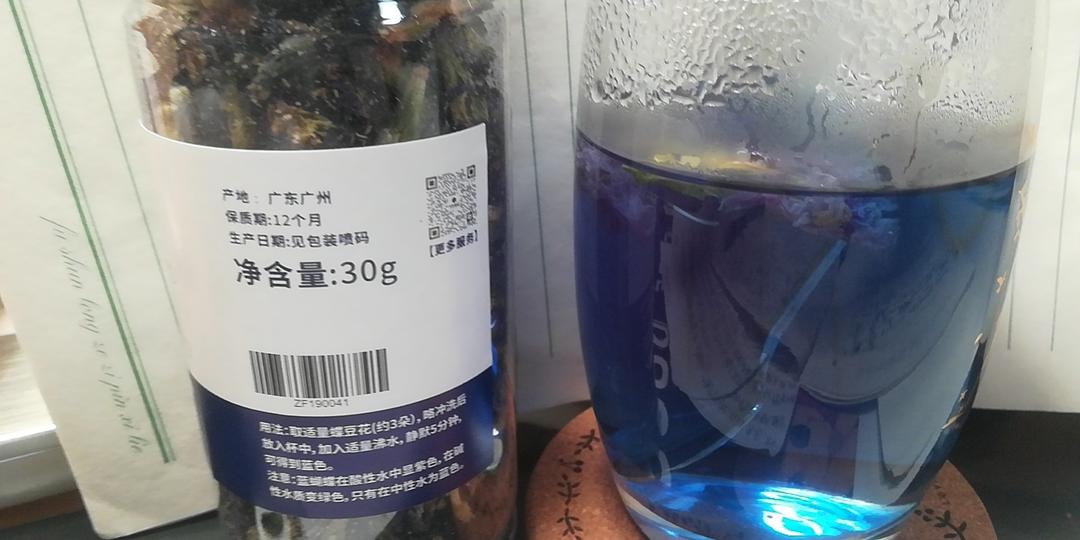 产地： 广东广州
保质期:12个月
生产日期:见包装喷码
净含量:30g
【更多服务】
ZF190041
用法:取适量蝶豆花(约3朵)，略冲洗后
放入杯中，加入适量沸水，静默5分钟，
可得到蓝色。
注意:蓝蝴蝶在酸性水中显紫色，在碱
性水质变绿色，只有在中性水为蓝色。